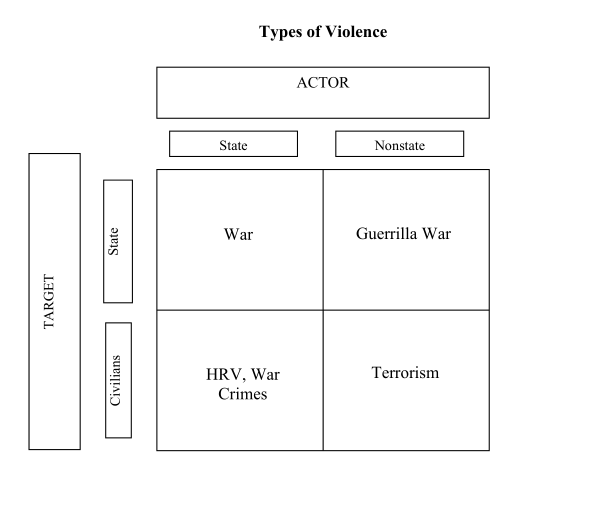 Types of Violence
ACTOR
State
Nonstate
TARGET
State
War
Guerrilla War
Civilians
HRV, War
Crimes
Terrorism